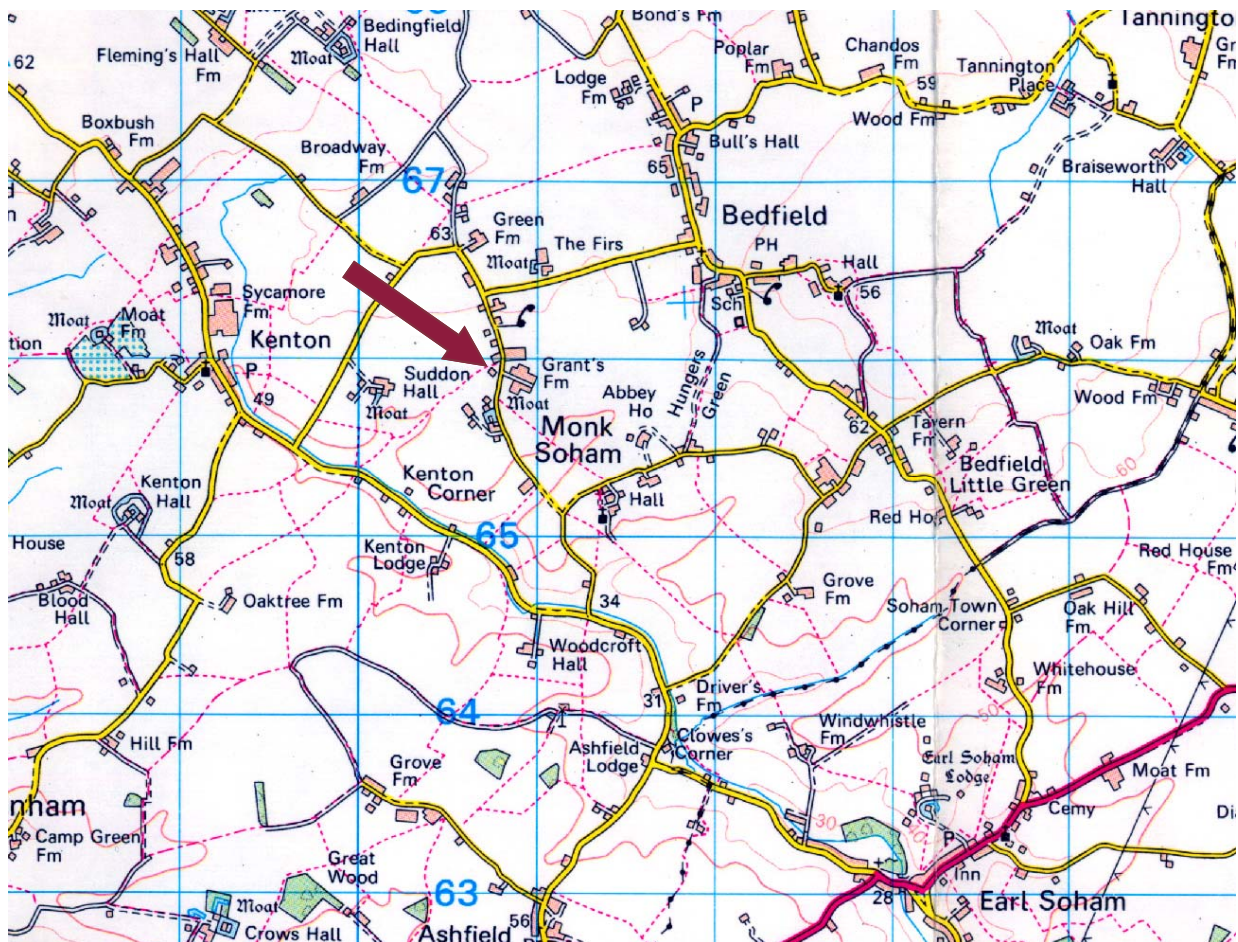 Bedingfield
Hall
Fleming's Hall
Fm
Moat
62
Bond's Fm
Poplar
Fm
Chandos
Fm
59
Tannington
Place
Lodge
Fm
P
Wood Fm
Boxbush
Fm
Broadway
Fm
Bull's Hall
65
67
Braiseworth
Hall
Green
Fm
63
The Firs
Moat
Bedfield
PH
Hall
56
Sch
Sycamore
Fm
Moat
Moat
Fm
Kenton
P
49
Suddon
Hall
Moat
Grant's
Fm
Moat
Abbey
Ho
Hungers
Green
Moat
Oak Fm
Wood Fm
62
Tavern
Fm
Monk
Soham
Kenton
Corner
Hall
Bedfield
Little Green
60
Kenton
Hall
Moat
House
58
65
Kenton
Lodge
Red Ho
Red House
Fm
Blood
Hall
Oaktree Fm
34
Grove
Fm
Soham Town
Corner
Oak Hill
Fm
Woodcroft
Hall
Whitehouse
Fm
31
Driver's
Fm
64
50
Windwhistle
Fm
Hill Fm
Clowes's
Corner
Ashfield
Lodge
Earl Soham
Lodge
Moat Fm
Grove
Fm
Cemy
nham
Camp Green
Fm
30
40
P
Great
Wood
Inn
63
28
Earl Soham
Moat
Crows Hall
56
Ashfield